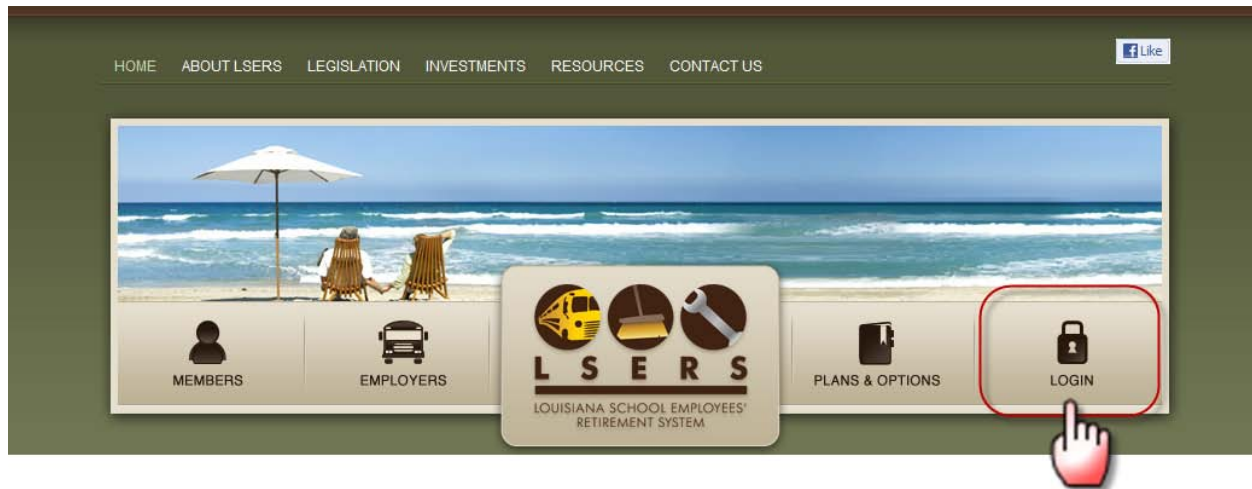 Like
HOME ABOUT LSERS LEGISLATION INVESTMENTS RESOURCES CONTACT US
MEMBERS
EMPLOYERS
LSERS
LOUISIANA SCHOOL EMPLOYEES'
RETIREMENT SYSTEM
PLANS & OPTIONS
LOGIN